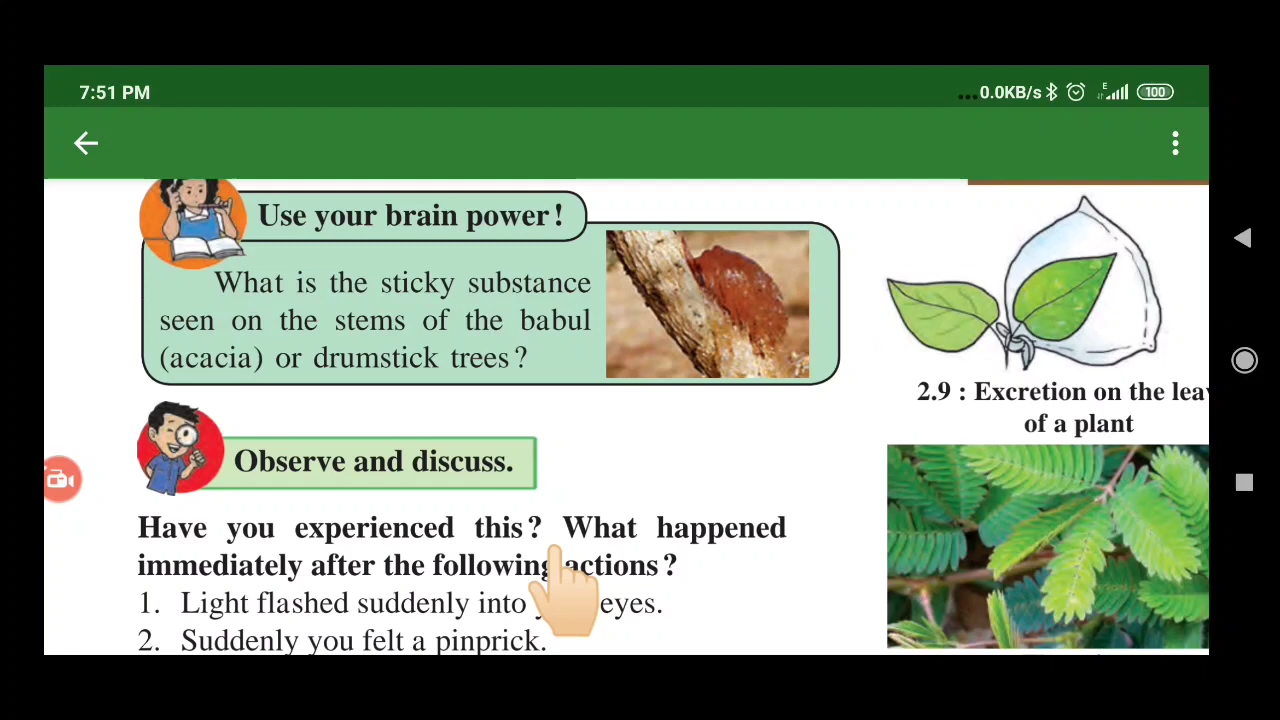 7:51 PM
...0.0KB/s E 100
Use your brain power!
What is the sticky substance
seen on the stems of the babul
(acacia) or drumstick trees?
2.9 : Excretion on the
of a plant
Observe and discuss.
Have you experienced this? What happened
immediately after the following actions?
1. Light flashed suddenly into eyes.
2. Suddenly you felt a pinprick.